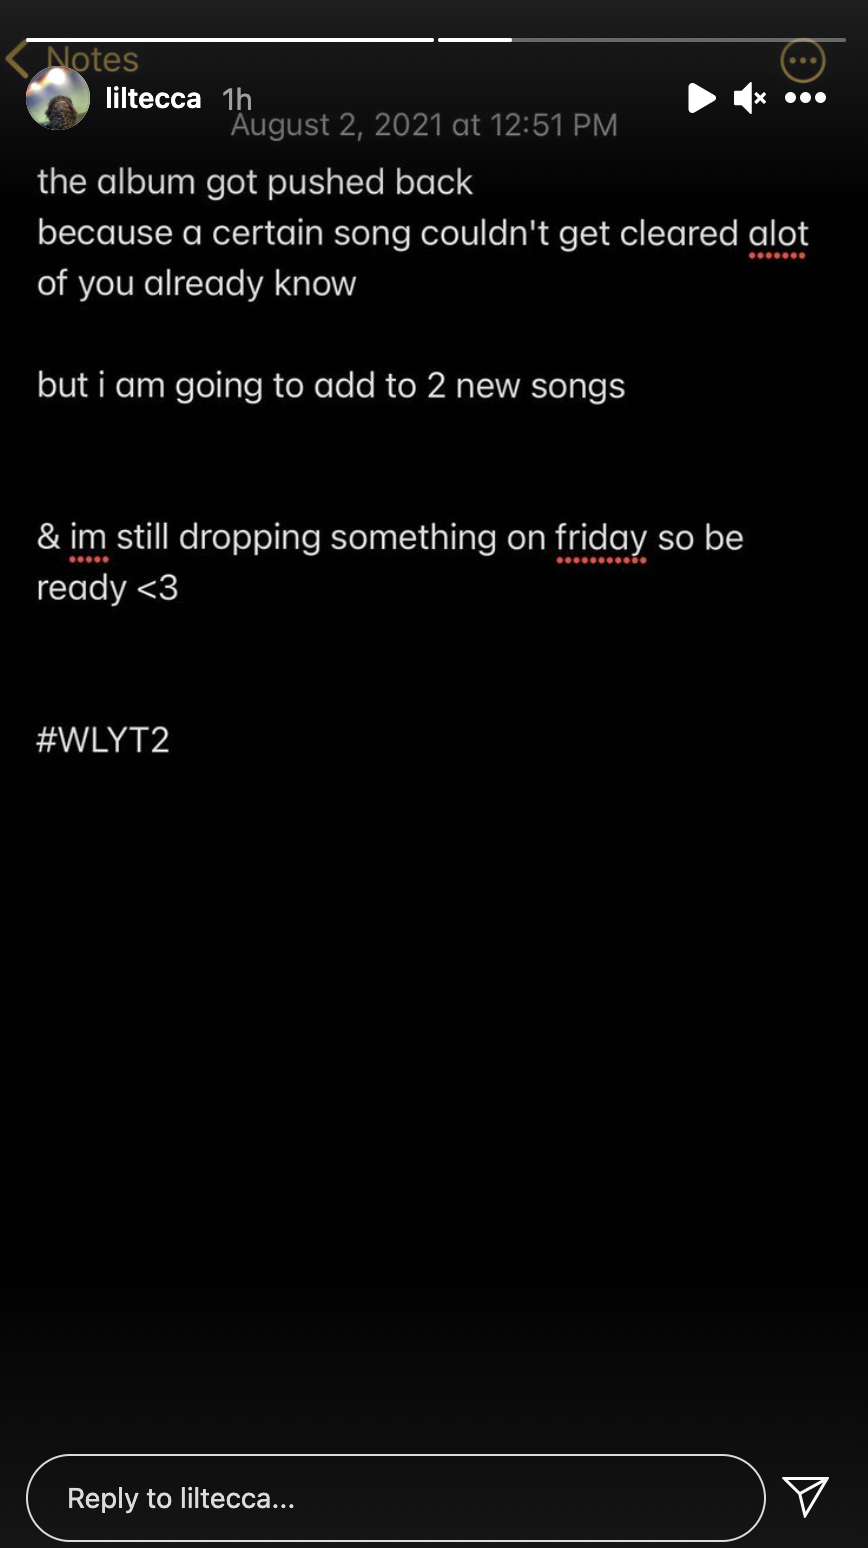 Notes
liltecca 1h
August 2, 2021 at 12:51 PM
the album got pushed back
because a certain song couldn't get cleared alot
of you already know
but i am going to add to 2 new songs
& im still dropping something on friday so be
ready <3
#WLYT2
Reply to liltecca...